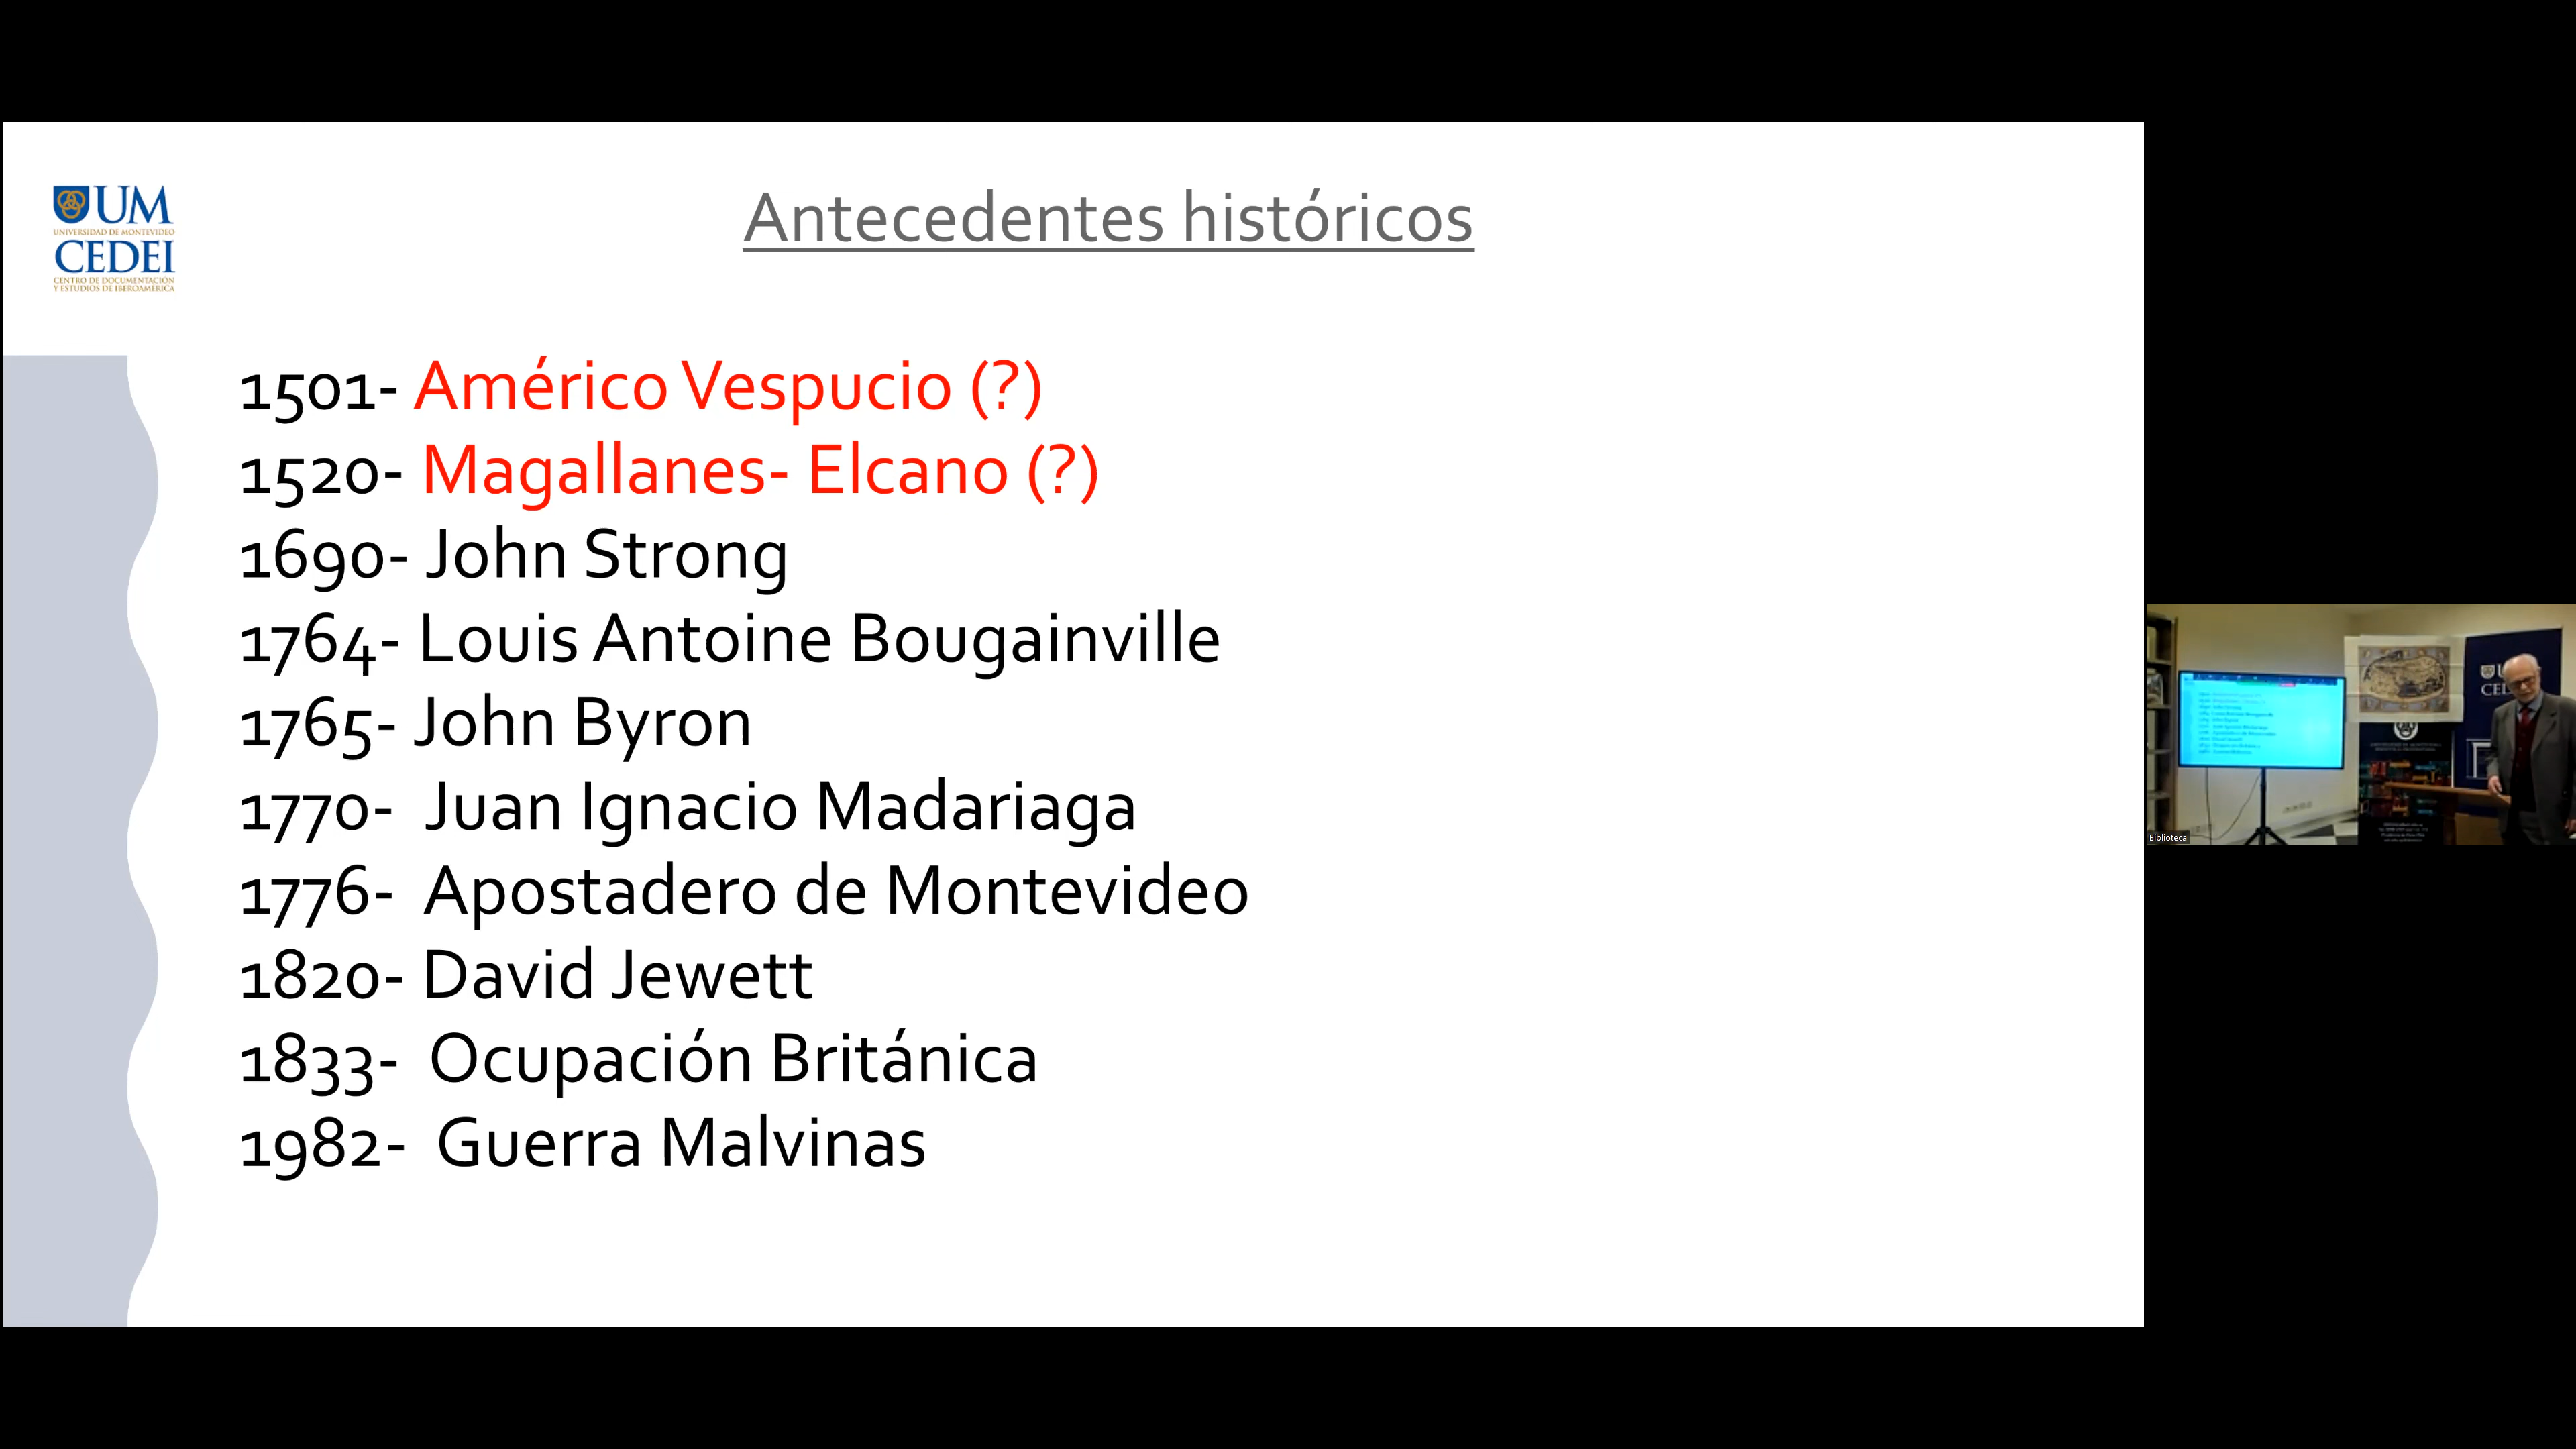 UM
UNIVERSIDAD DE MONTEVIDEO
CEDEI
CENTRO DE DOCUMENTACIÓN
Y ESTUDIOS DE IBEROAMÉRICA
Antecedentes históricos
1501- Américo Vespucio (?)
1520- Magallanes- Elcano (?)
1690- John Strong
1764- Louis Antoine Bougainville
1765- John Byron
1770- Juan Ignacio Madariaga
1776- Apostadero de Montevideo
1820- David Jewett
1833- Ocupación Británica
1982- Guerra Malvinas
Biblioteca